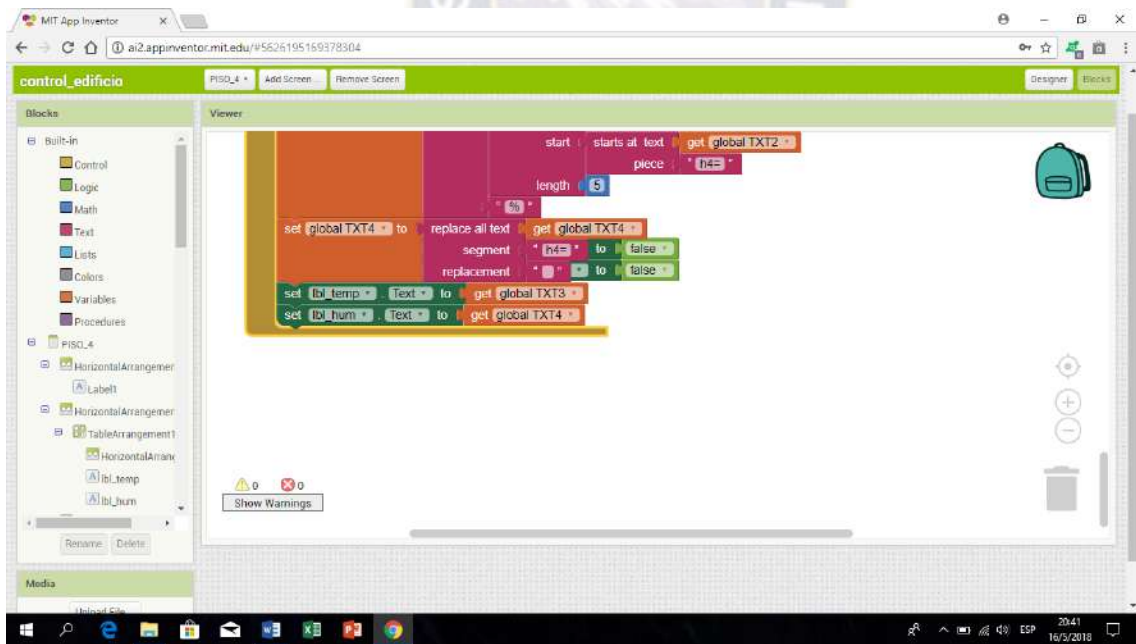 MIT App Inventor
ai2.appinventor.mit.edu/#5626195169378304
control_edificio
PISO_4
Add Screen ...
Remove Screen
Designer
Blocks
Blocks
Viewer
Built-in
Control
Logic
Math
Text
Lists
Colors
Variables
Procedures
PISO_4
HorizontalArrangemer
Label1
HorizontalArrangemer
TableArrangement1
HorizontalArrang
lbl_temp
lbl_hum
Rename
Delete
Media
Upload File ...
start
starts at text
get global TXT2
piece
" h4= "
length
5
" % "
set global TXT4 to
replace all text
get global TXT4
segment
" h4= "
to false
replacement
" "
to false
set lbl_temp . Text to get global TXT3
set lbl_hum . Text to get global TXT4
0
0
Show Warnings
ESP
20:41
16/5/2018